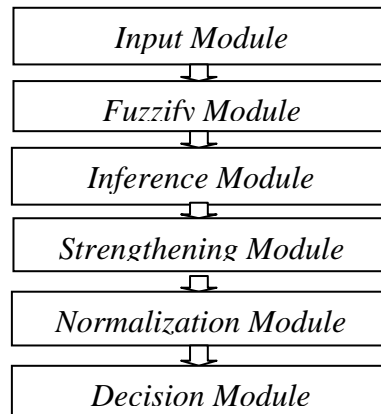 Input Module
Fuzzify Module
Inference Module
Strengthening Module
Normalization Module
Decision Module